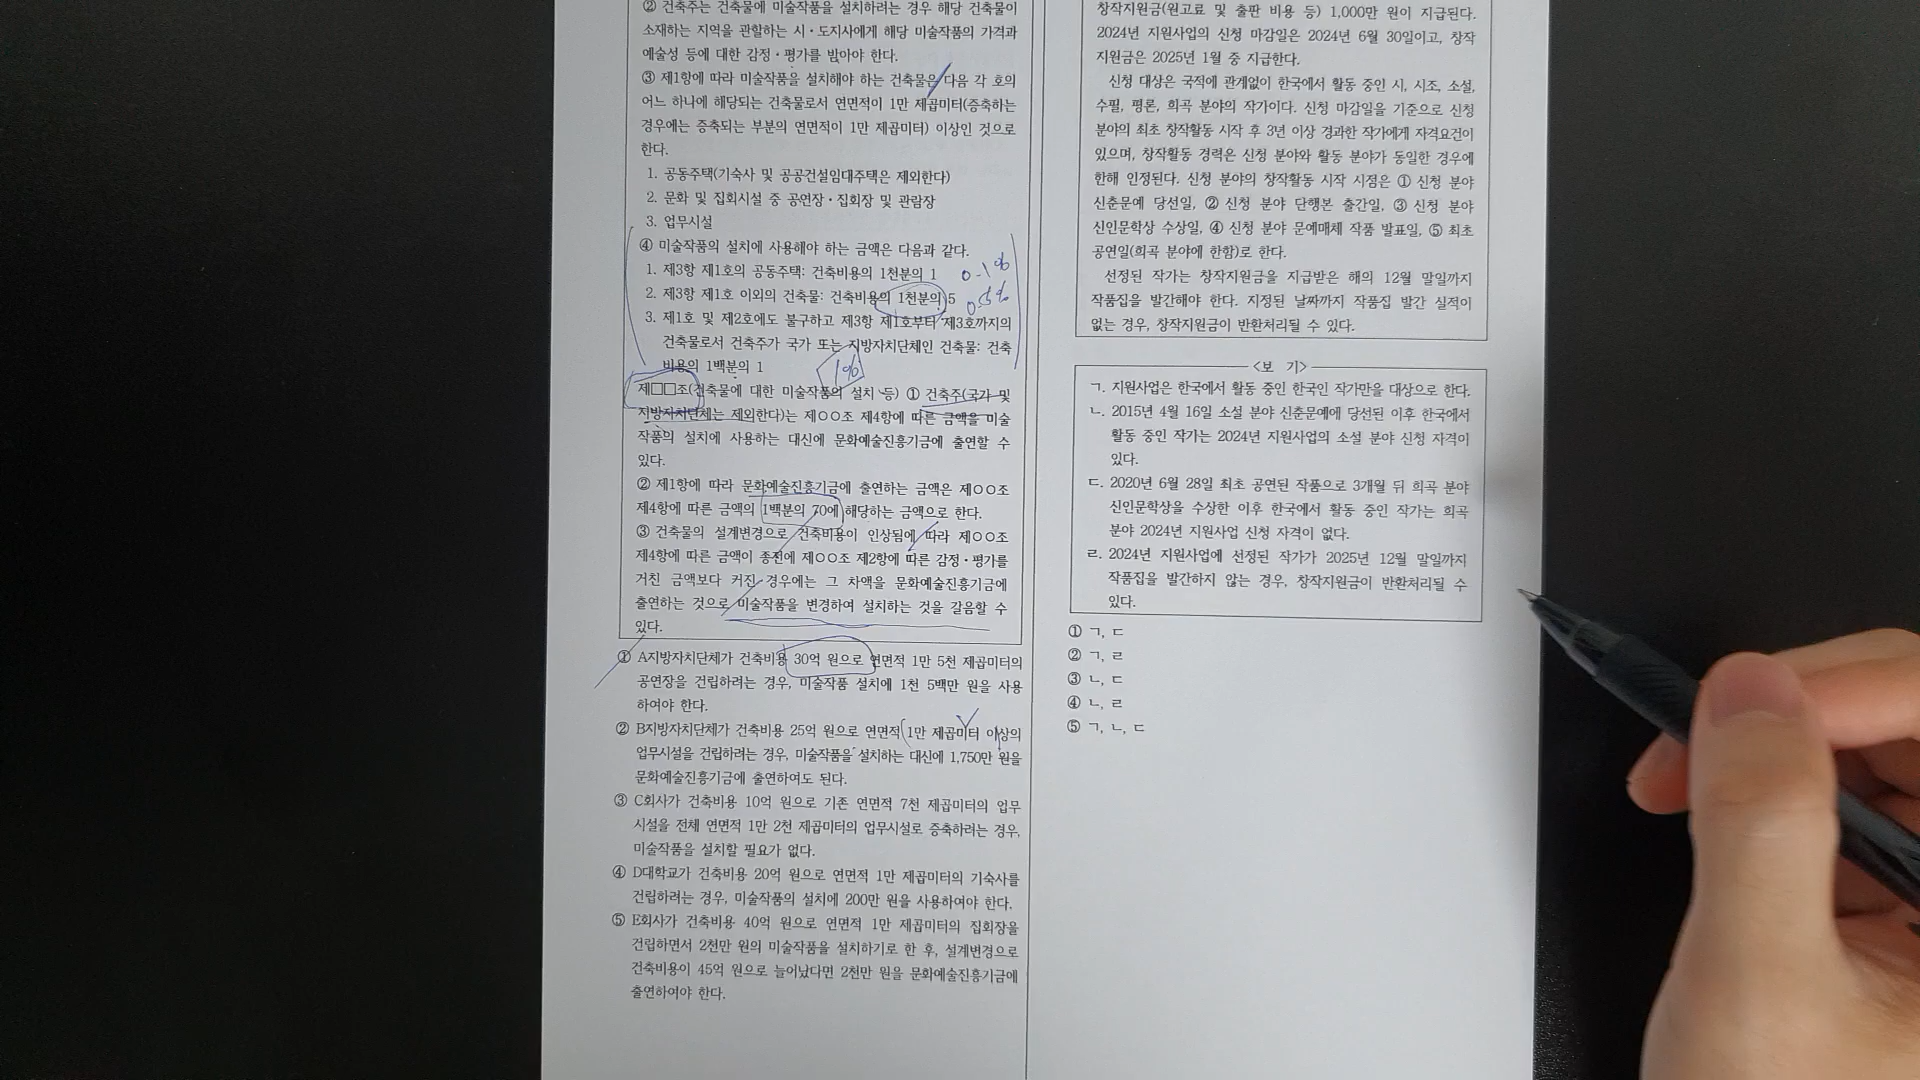 ② 건축주는 건축물에 미술작품을 설치하려는 경우 해당 건축물이
소재하는 지역을 관할하는 시·도지사에게 해당 미술작품의 가격과
예술성 등에 대한 감정·평가를 받아야 한다.
③ 제1항에 따라 미술작품을 설치해야 하는 건축물은 다음 각 호의
어느 하나에 해당되는 건축물로서 연면적이 1만 제곱미터(증축하는
경우에는 증축되는 부분의 연면적이 1만 제곱미터) 이상인 것으로
한다.
1. 공동주택(기숙사 및 공공건설임대주택은 제외한다)
2. 문화 및 집회시설 중 공연장·집회장 및 관람장
3. 업무시설
④ 미술작품의 설치에 사용해야 하는 금액은 다음과 같다.
1. 제3항 제1호의 공동주택: 건축비용의 1천분의 1 0.1%
2. 제3항 제1호 이외의 건축물: 건축비용의 1천분의 5 0.5%
3. 제1호 및 제2호에도 불구하고 제3항 제1호부터 제3호까지의
건축물로서 건축주가 국가 또는 지방자치단체인 건축물: 건축
비용의 1백분의 1 1%
제□□조(건축물에 대한 미술작품의 설치 등) ① 건축주(국가 및
지방자치단체는 제외한다)는 제○○조 제4항에 따른 금액을 미술
작품의 설치에 사용하는 대신에 문화예술진흥기금에 출연할 수
있다.
② 제1항에 따라 문화예술진흥기금에 출연하는 금액은 제○○조
제4항에 따른 금액의 1백분의 70에 해당하는 금액으로 한다.
③ 건축물의 설계변경으로 건축비용이 인상됨에 따라 제○○조
제4항에 따른 금액이 종전에 제○○조 제2항에 따른 감정·평가를
거친 금액보다 커진 경우에는 그 차액을 문화예술진흥기금에
출연하는 것으로 미술작품을 변경하여 설치하는 것을 갈음할 수
있다.
① A지방자치단체가 건축비용 30억 원으로 연면적 1만 5천 제곱미터의
공연장을 건립하려는 경우, 미술작품 설치에 1천 5백만 원을 사용
하여야 한다.
② B지방자치단체가 건축비용 25억 원으로 연면적 1만 제곱미터 이상의
업무시설을 건립하려는 경우, 미술작품을 설치하는 대신에 1,750만 원을
문화예술진흥기금에 출연하여도 된다.
③ C회사가 건축비용 10억 원으로 기존 연면적 7천 제곱미터의 업무
시설을 전체 연면적 1만 2천 제곱미터의 업무시설로 증축하려는 경우,
미술작품을 설치할 필요가 없다.
④ D대학교가 건축비용 20억 원으로 연면적 1만 제곱미터의 기숙사를
건립하려는 경우, 미술작품의 설치에 200만 원을 사용하여야 한다.
⑤ E회사가 건축비용 40억 원으로 연면적 1만 제곱미터의 집회장을
건립하면서 2천만 원의 미술작품을 설치하기로 한 후, 설계변경으로
건축비용이 45억 원으로 늘어났다면 2천만 원을 문화예술진흥기금에
출연하여야 한다.
창작지원금(원고료 및 출판 비용 등) 1,000만 원이 지급된다.
2024년 지원사업의 신청 마감일은 2024년 6월 30일이고, 창작
지원금은 2025년 1월 중 지급한다.
신청 대상은 국적에 관계없이 한국에서 활동 중인 시, 시조, 소설,
수필, 평론, 희곡 분야의 작가이다. 신청 마감일을 기준으로 신청
분야의 최초 창작활동 시작 후 3년 이상 경과한 작가에게 자격요건이
있으며, 창작활동 경력은 신청 분야와 활동 분야가 동일한 경우에
한해 인정된다. 신청 분야의 창작활동 시작 시점은 ① 신청 분야
신춘문예 당선일, ② 신청 분야 단행본 출간일, ③ 신청 분야
신인문학상 수상일, ④ 신청 분야 문예매체 작품 발표일, ⑤ 최초
공연일(희곡 분야에 한함)로 한다.
선정된 작가는 창작지원금을 지급받은 해의 12월 말일까지
작품집을 발간해야 한다. 지정된 날짜까지 작품집 발간 실적이
없는 경우, 창작지원금이 반환처리될 수 있다.
<보 기>
ㄱ. 지원사업은 한국에서 활동 중인 한국인 작가만을 대상으로 한다.
ㄴ. 2015년 4월 16일 소설 분야 신춘문예에 당선된 이후 한국에서
활동 중인 작가는 2024년 지원사업의 소설 분야 신청 자격이
있다.
ㄷ. 2020년 6월 28일 최초 공연된 작품으로 3개월 뒤 희곡 분야
신인문학상을 수상한 이후 한국에서 활동 중인 작가는 희곡
분야 2024년 지원사업 신청 자격이 없다.
ㄹ. 2024년 지원사업에 선정된 작가가 2025년 12월 말일까지
작품집을 발간하지 않는 경우, 창작지원금이 반환처리될 수
있다.
① ㄱ, ㄷ
② ㄱ, ㄹ
③ ㄴ, ㄷ
④ ㄴ, ㄹ
⑤ ㄱ, ㄴ, ㄷ